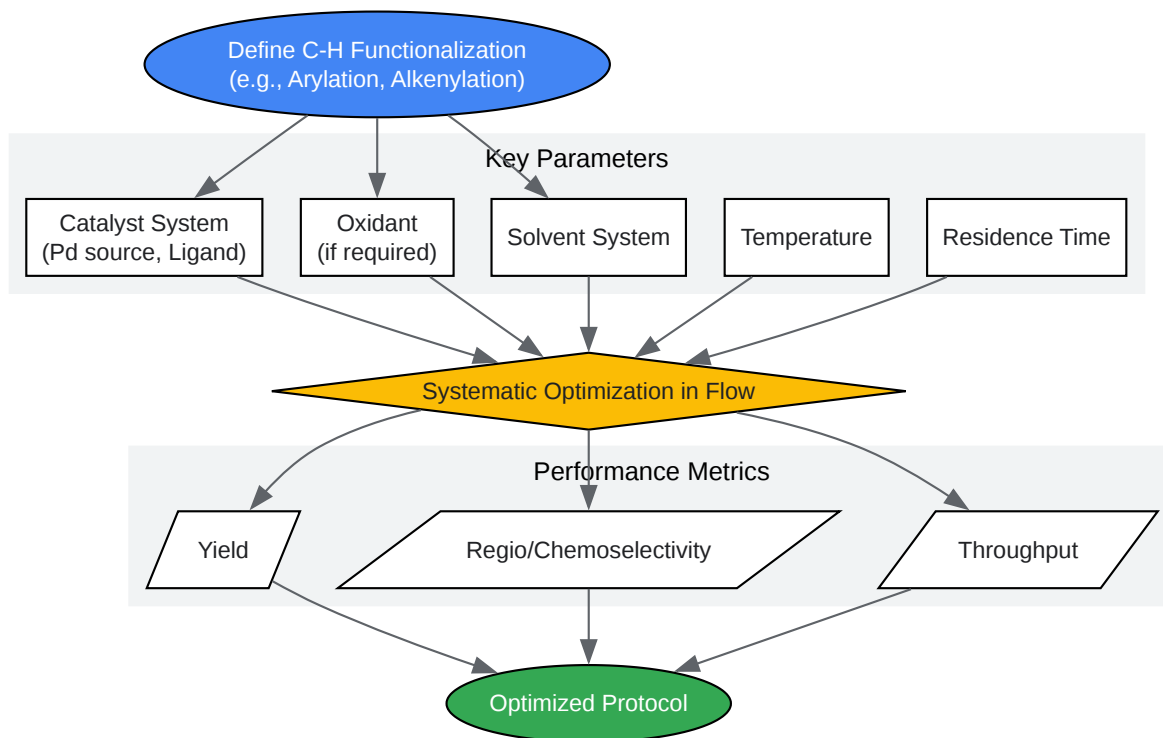 Define C-H Functionalization
(e.g., Arylation, Alkenylation)
Key Parameters
Catalyst System
(Pd source, Ligand)
Oxidant
(if required)
Solvent System
Temperature
Residence Time
Systematic Optimization in Flow
Performance Metrics
Yield
Regio/Chemoselectivity
Throughput
Optimized Protocol